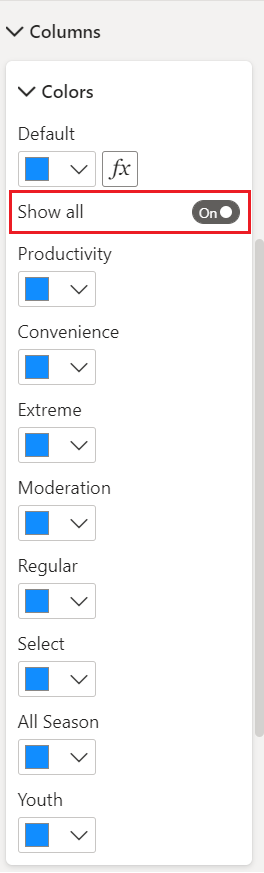 Columns
Colors
Default
fx
Show all
On
Productivity
Convenience
Extreme
Moderation
Regular
Select
All Season
Youth